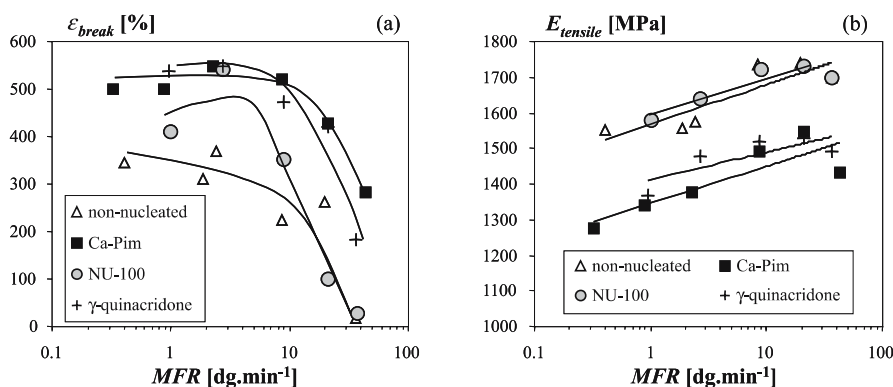 ε_break [%]
(a)
600
500
400
300
200
100
0
non-nucleated
Ca-Pim
NU-100
γ-quinacridone
0.1
1
10
100
MFR [dg.min⁻¹]
E_tensile [MPa]
(b)
1800
1700
1600
1500
1400
1300
1200
1100
1000
non-nucleated
Ca-Pim
NU-100
γ-quinacridone
0.1
1
10
100
MFR [dg.min⁻¹]